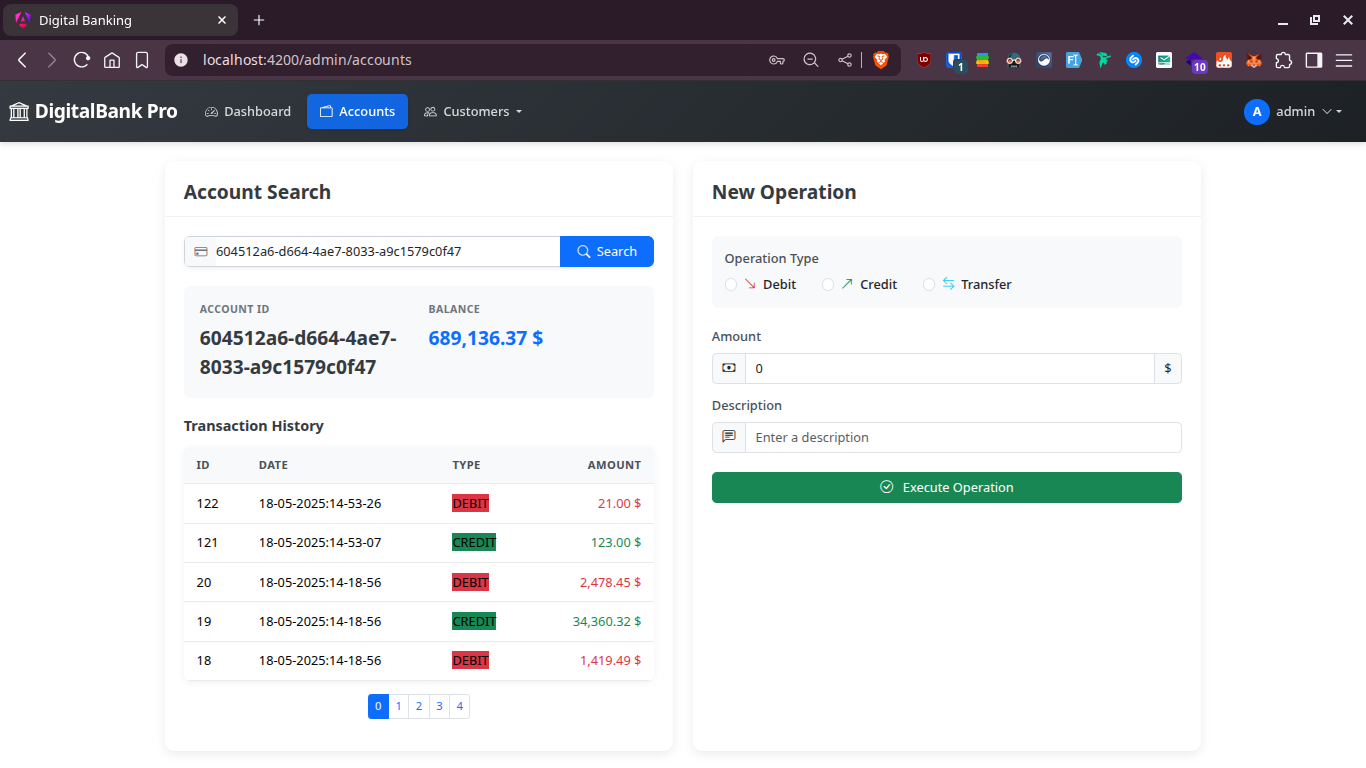 Digital Banking
localhost:4200/admin/accounts
1
10
DigitalBank Pro
Dashboard
Accounts
Customers
A
admin
Account Search
604512a6-d664-4ae7-8033-a9c1579c0f47
Search
ACCOUNT ID
BALANCE
604512a6-d664-4ae7-
8033-a9c1579c0f47
689,136.37 $
Transaction History
ID DATE TYPE AMOUNT
122 18-05-2025:14-53-26 DEBIT 21.00 $
121 18-05-2025:14-53-07 CREDIT 123.00 $
20 18-05-2025:14-18-56 DEBIT 2,478.45 $
19 18-05-2025:14-18-56 CREDIT 34,360.32 $
18 18-05-2025:14-18-56 DEBIT 1,419.49 $
0 1 2 3 4
New Operation
Operation Type
Debit Credit Transfer
Amount
0 $
Description
Enter a description
Execute Operation